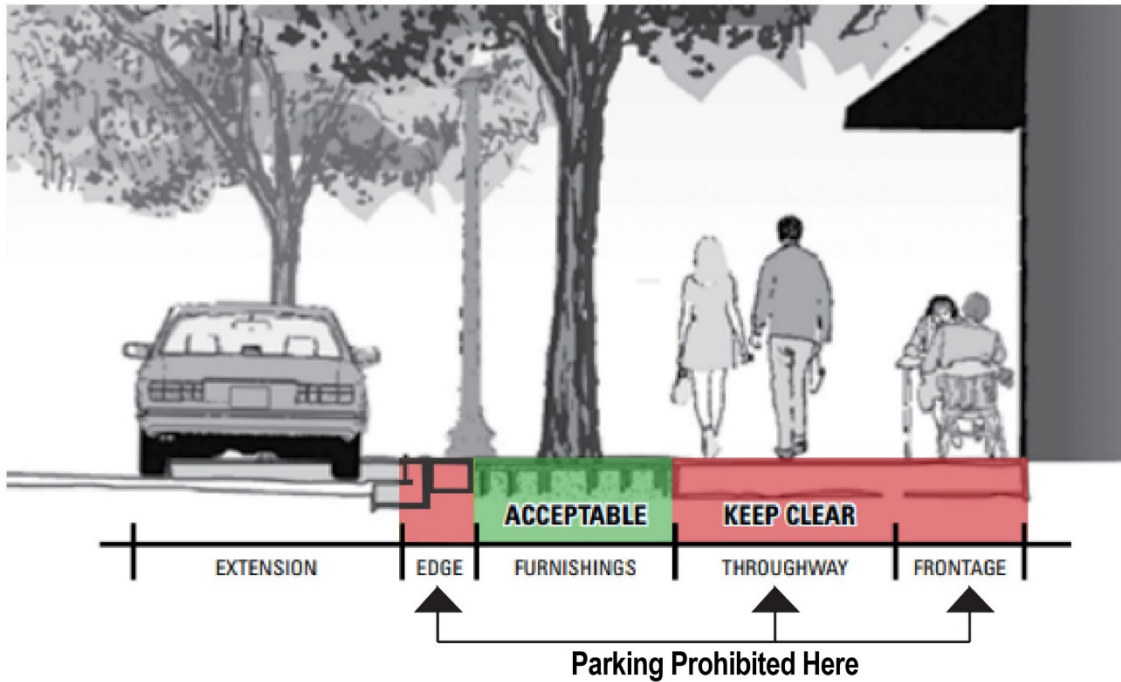 ACCEPTABLE KEEP CLEAR
EXTENSION EDGE FURNISHINGS THROUGHWAY FRONTAGE
Parking Prohibited Here